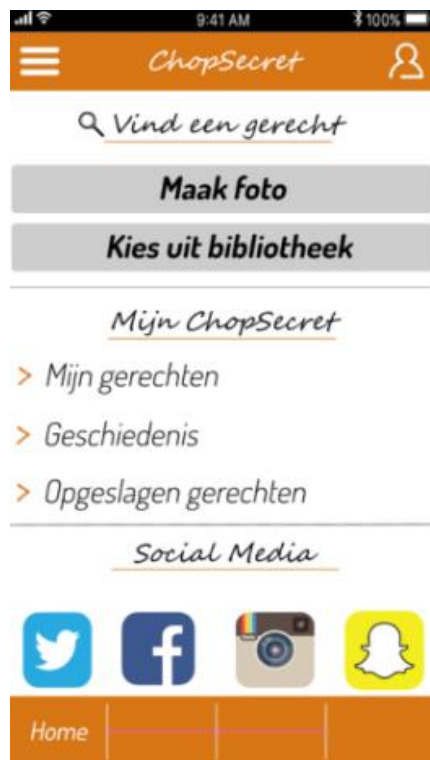 9:41 AM
100%
ChopSecret
Vind een gerecht
Maak foto
Kies uit bibliotheek
Mijn ChopSecret
> Mijn gerechten
> Geschiedenis
> Opgeslagen gerechten
Social Media
Home